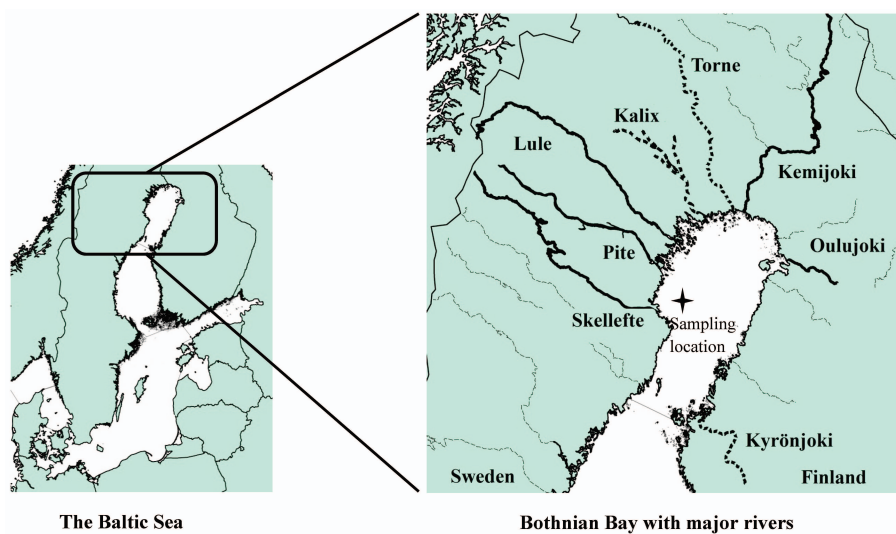 Torne
Kalix
Lule
Kemijoki
Oulujoki
Pite
Skellefte
Sampling
location
Kyrönjoki
Sweden
Finland
The Baltic Sea
Bothnian Bay with major rivers